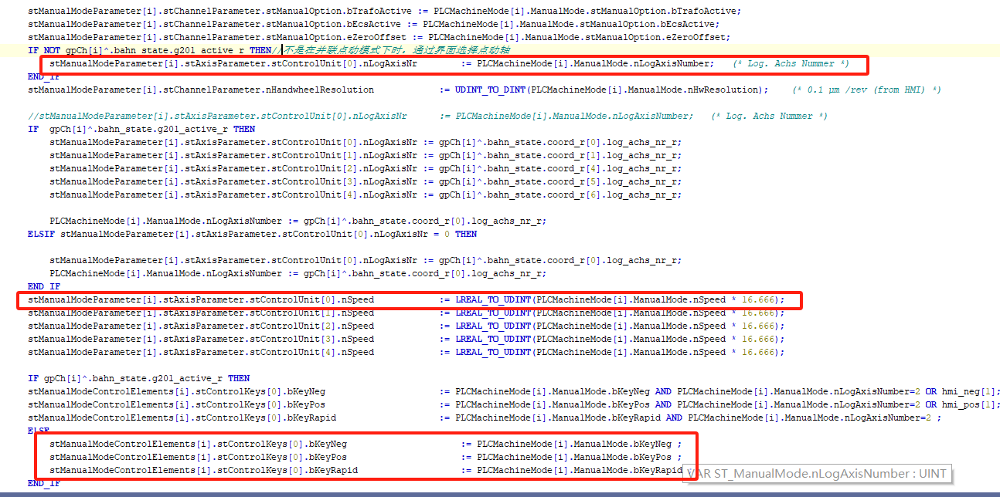 stManualModeParameter[i].stChannelParameter.stManualOption.bTrafoActive := PLCMachineMode[i].ManualMode.stManualOption.bTrafoActive;
stManualModeParameter[i].stChannelParameter.stManualOption.bEcsActive := PLCMachineMode[i].ManualMode.stManualOption.bEcsActive;
stManualModeParameter[i].stChannelParameter.stManualOption.eZeroOffset := PLCMachineMode[i].ManualMode.stManualOption.eZeroOffset;
IF NOT gpCh[i]^.bahn_state.g201_active_r THEN//不是在并联点动模式下时，通过界面选择点动轴
stManualModeParameter[i].stAxisParameter.stControlUnit[0].nLogAxisNr := PLCMachineMode[i].ManualMode.nLogAxisNumber; (* Log. Achs Nummer *)
END_IF
stManualModeParameter[i].stChannelParameter.nHandwheelResolution := UDINT_TO_DINT(PLCMachineMode[i].ManualMode.nHwResolution); (* 0.1 µm /rev (from HMI) *)
//stManualModeParameter[i].stAxisParameter.stControlUnit[0].nLogAxisNr := PLCMachineMode[i].ManualMode.nLogAxisNumber; (* Log. Achs Nummer *)
IF gpCh[i]^.bahn_state.g201_active_r THEN
stManualModeParameter[i].stAxisParameter.stControlUnit[0].nLogAxisNr := gpCh[i]^.bahn_state.coord_r[0].log_achs_nr_r;
stManualModeParameter[i].stAxisParameter.stControlUnit[1].nLogAxisNr := gpCh[i]^.bahn_state.coord_r[1].log_achs_nr_r;
stManualModeParameter[i].stAxisParameter.stControlUnit[2].nLogAxisNr := gpCh[i]^.bahn_state.coord_r[4].log_achs_nr_r;
stManualModeParameter[i].stAxisParameter.stControlUnit[3].nLogAxisNr := gpCh[i]^.bahn_state.coord_r[5].log_achs_nr_r;
stManualModeParameter[i].stAxisParameter.stControlUnit[4].nLogAxisNr := gpCh[i]^.bahn_state.coord_r[6].log_achs_nr_r;
PLCMachineMode[i].ManualMode.nLogAxisNumber := gpCh[i]^.bahn_state.coord_r[0].log_achs_nr_r;
ELSIF stManualModeParameter[i].stAxisParameter.stControlUnit[0].nLogAxisNr = 0 THEN
stManualModeParameter[i].stAxisParameter.stControlUnit[0].nLogAxisNr := gpCh[i]^.bahn_state.coord_r[0].log_achs_nr_r;
PLCMachineMode[i].ManualMode.nLogAxisNumber := gpCh[i]^.bahn_state.coord_r[0].log_achs_nr_r;
END_IF
stManualModeParameter[i].stAxisParameter.stControlUnit[0].nSpeed := LREAL_TO_UDINT(PLCMachineMode[i].ManualMode.nSpeed * 16.666);
stManualModeParameter[i].stAxisParameter.stControlUnit[1].nSpeed := LREAL_TO_UDINT(PLCMachineMode[i].ManualMode.nSpeed * 16.666);
stManualModeParameter[i].stAxisParameter.stControlUnit[2].nSpeed := LREAL_TO_UDINT(PLCMachineMode[i].ManualMode.nSpeed * 16.666);
stManualModeParameter[i].stAxisParameter.stControlUnit[3].nSpeed := LREAL_TO_UDINT(PLCMachineMode[i].ManualMode.nSpeed * 16.666);
stManualModeParameter[i].stAxisParameter.stControlUnit[4].nSpeed := LREAL_TO_UDINT(PLCMachineMode[i].ManualMode.nSpeed * 16.666);
IF gpCh[i]^.bahn_state.g201_active_r THEN
stManualModeControlElements[i].stControlKeys[0].bKeyNeg := PLCMachineMode[i].ManualMode.bKeyNeg AND PLCMachineMode[i].ManualMode.nLogAxisNumber=2 OR hmi_neg[1];
stManualModeControlElements[i].stControlKeys[0].bKeyPos := PLCMachineMode[i].ManualMode.bKeyPos AND PLCMachineMode[i].ManualMode.nLogAxisNumber=2 OR hmi_pos[1];
stManualModeControlElements[i].stControlKeys[0].bKeyRapid := PLCMachineMode[i].ManualMode.bKeyRapid AND PLCMachineMode[i].ManualMode.nLogAxisNumber=2 ;
ELSE
stManualModeControlElements[i].stControlKeys[0].bKeyNeg := PLCMachineMode[i].ManualMode.bKeyNeg ;
stManualModeControlElements[i].stControlKeys[0].bKeyPos := PLCMachineMode[i].ManualMode.bKeyPos ;
stManualModeControlElements[i].stControlKeys[0].bKeyRapid := PLCMachineMode[i].ManualMode.bKeyRapid ;
VAR ST_ManualMode.nLogAxisNumber : UINT
END_IF